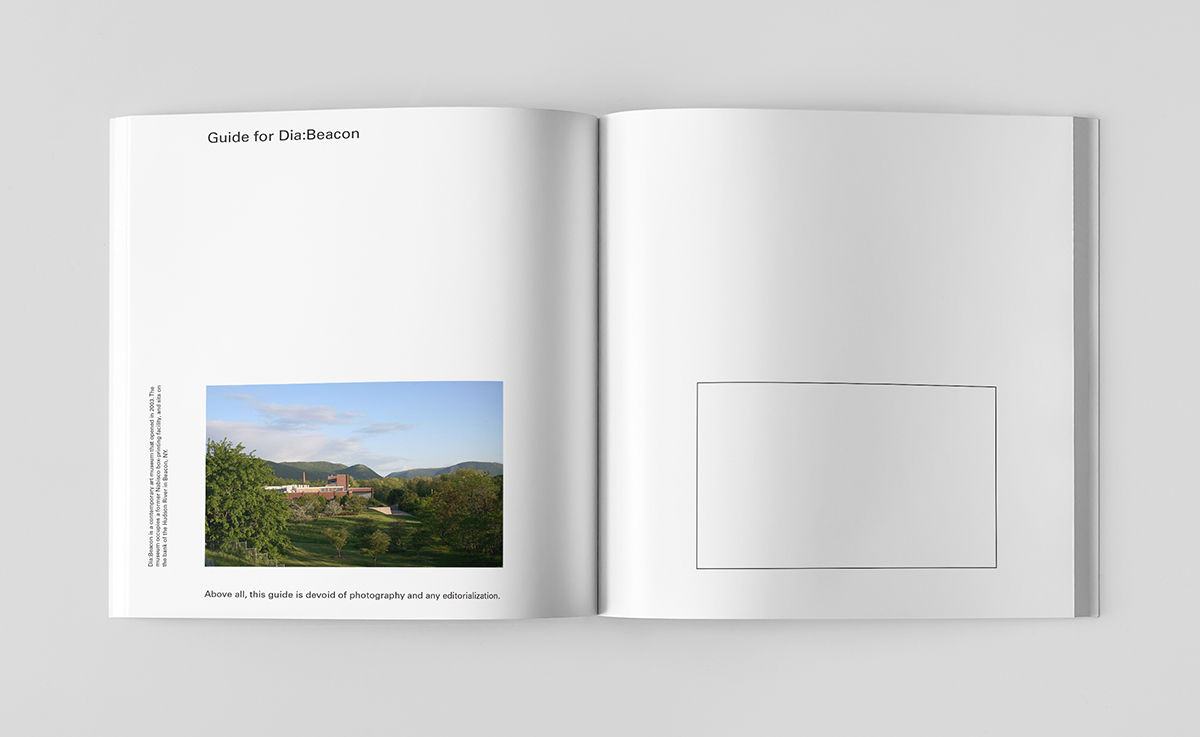 Guide for Dia:Beacon
Dia:Beacon is a contemporary art museum that opened in 2003. The
museum occupies a former Nabisco box-printing facility, and sits on
the bank of the Hudson River in Beacon, NY.
Above all, this guide is devoid of photography and any editorialization.